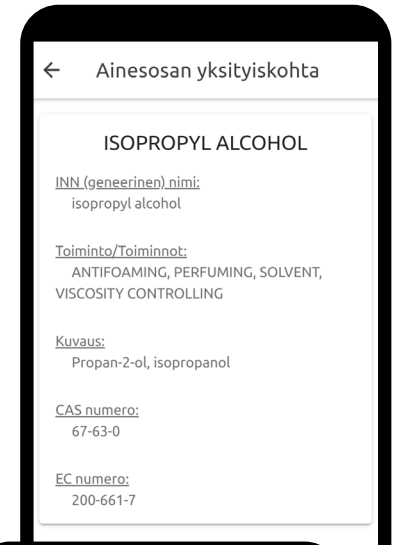 Ainesosan yksityiskohta
ISOPROPYL ALCOHOL
INN (geneerinen) nimi:
isopropyl alcohol
Toiminto/Toiminnot:
ANTIFOAMING, PERFUMING, SOLVENT,
VISCOSITY CONTROLLING
Kuvaus:
Propan-2-ol, isopropanol
CAS numero:
67-63-0
EC numero:
200-661-7